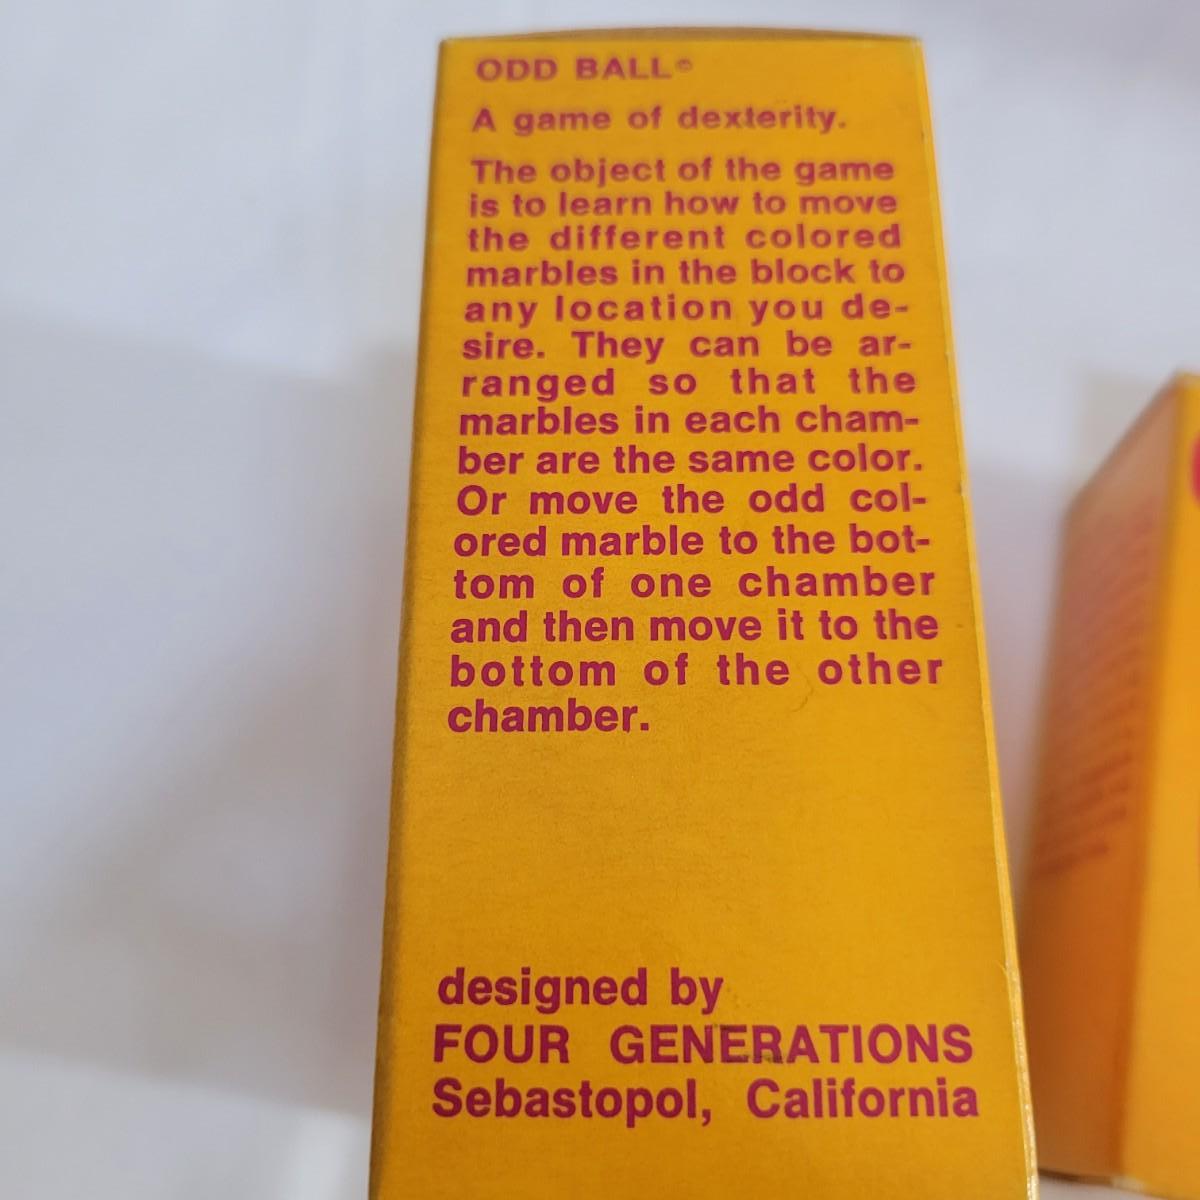 ODD BALL©
A game of dexterity.
The object of the game
is to learn how to move
the different colored
marbles in the block to
any location you de-
sire. They can be ar-
ranged so that the
marbles in each cham-
ber are the same color.
Or move the odd col-
ored marble to the bot-
tom of one chamber
and then move it to the
bottom of the other
chamber.
designed by
FOUR GENERATIONS
Sebastopol, California